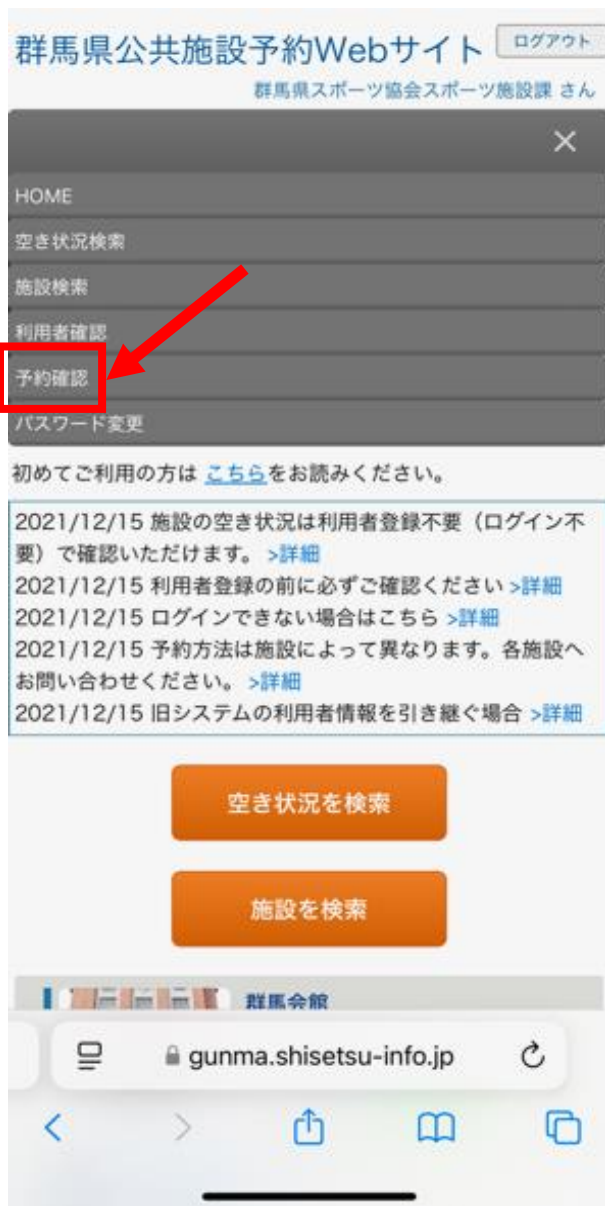 群馬県公共施設予約Webサイト
ログアウト
群馬県スポーツ協会スポーツ施設課 さん
HOME
空き状況検索
施設検索
利用者確認
予約確認
パスワード変更
初めてご利用の方は こちらをお読みください。
2021/12/15 施設の空き状況は利用者登録不要（ログイン不
要）で確認いただけます。 >詳細
2021/12/15 利用者登録の前に必ずご確認ください >詳細
2021/12/15 ログインできない場合はこちら >詳細
2021/12/15 予約方法は施設によって異なります。各施設へ
お問い合わせください。 >詳細
2021/12/15 旧システムの利用者情報を引き継ぐ場合 >詳細
空き状況を検索
施設を検索
群馬会館
gunma.shisetsu-info.jp